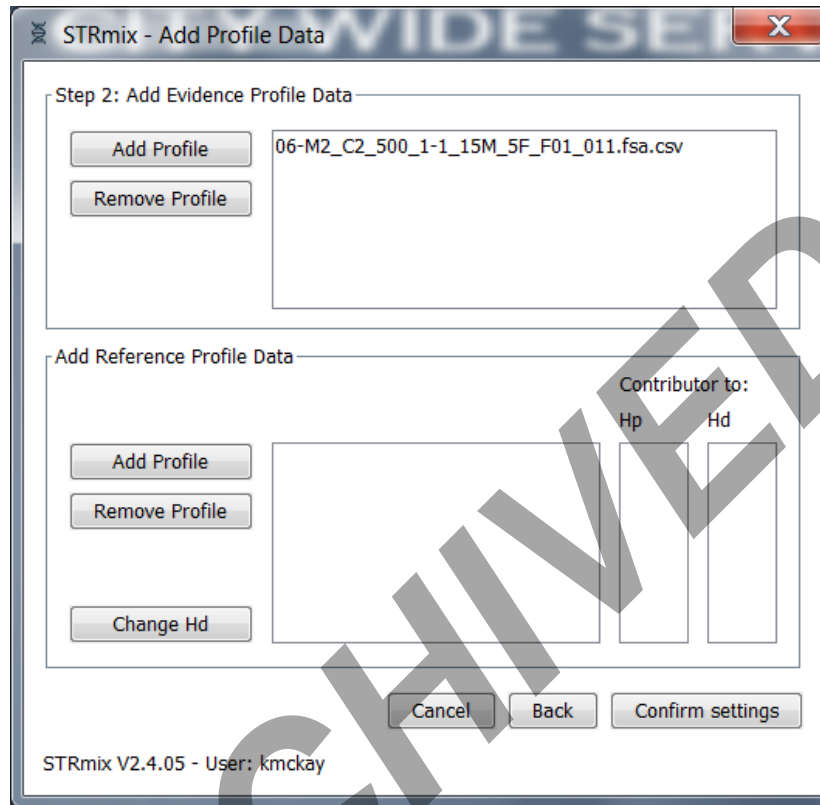 STRmix - Add Profile Data
Step 2: Add Evidence Profile Data
Add Profile
06-M2_C2_500_1-1_15M_5F_F01_011.fsa.csv
Remove Profile
Add Reference Profile Data
Contributor to:
Hp Hd
Add Profile
Remove Profile
Change Hd
Cancel Back Confirm settings
STRmix V2.4.05 - User: kmckay
CHIVED